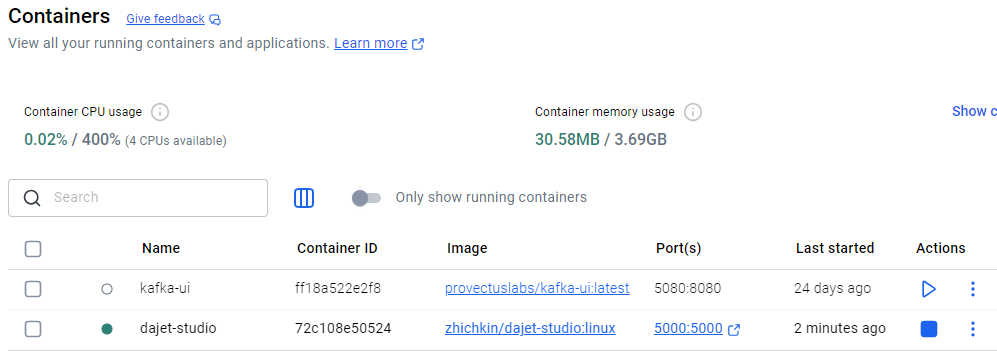 Containers Give feedback
View all your running containers and applications. Learn more
Container CPU usage Container memory usage Show c
0.02% / 400% (4 CPUs available) 30.58MB / 3.69GB
Search Only show running containers
Name Container ID Image Port(s) Last started Actions
kafka-ui ff18a522e2f8 provectuslabs/kafka-ui:latest 5080:8080 24 days ago
dajet-studio 72c108e50524 zhichkin/dajet-studio:linux 5000:5000 2 minutes ago